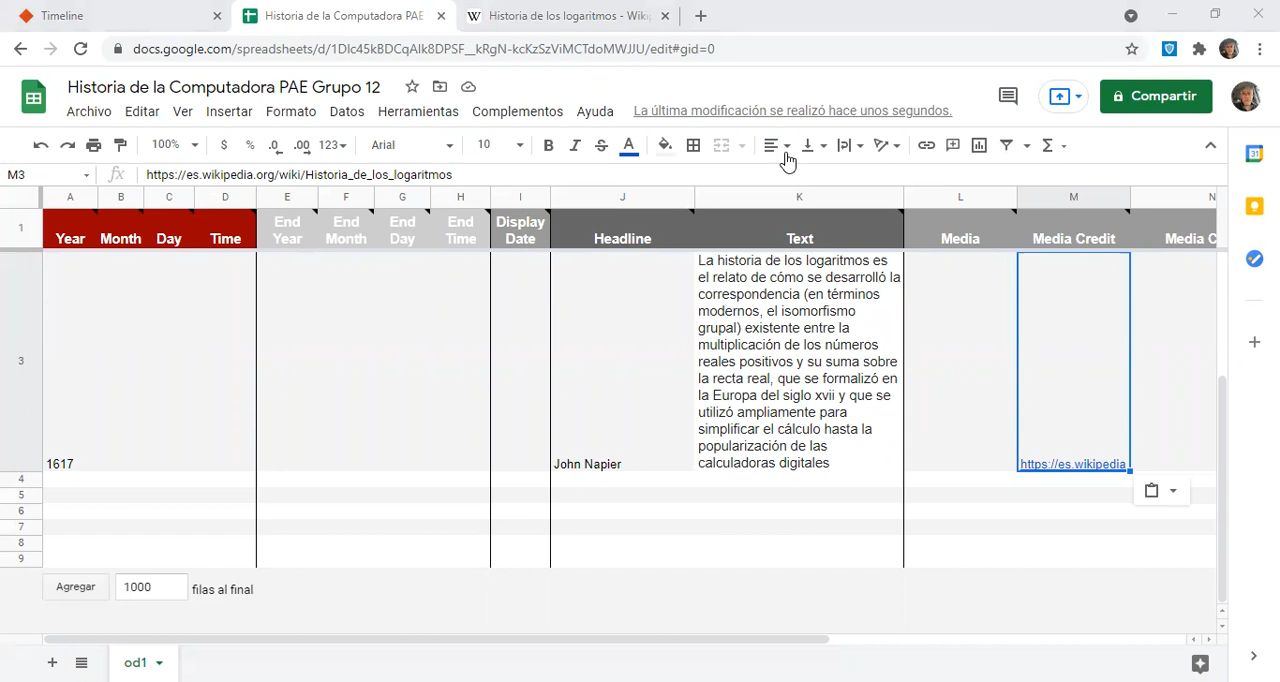 Timeline
Historia de la Computadora PAE
Historia de los logaritmos - Wiki
docs.google.com/spreadsheets/d/1Dlc45kBDCqAlk8DPSF__kRgN-kcKzSzViMCTdoMWJJU/edit#gid=0
Historia de la Computadora PAE Grupo 12
Archivo Editar Ver Insertar Formato Datos Herramientas Complementos Ayuda La última modificación se realizó hace unos segundos.
Compartir
100% $ % .0 .00 123 Arial 10 B I S A
M3 fx https://es.wikipedia.org/wiki/Historia_de_los_logaritmos
A B C D E F G H I J K L M N
1 Year Month Day Time End Year End Month End Day End Time Display Date Headline Text Media Media Credit Media C
La historia de los logaritmos es
el relato de cómo se desarrolló la
correspondencia (en términos
modernos, el isomorfismo
grupal) existente entre la
multiplicación de los números
3 reales positivos y su suma sobre
la recta real, que se formalizó en
la Europa del siglo xvii y que se
utilizó ampliamente para
simplificar el cálculo hasta la
popularización de las
1617 John Napier calculadoras digitales https://es.wikipedia
4
5
6
7
8
9
Agregar 1000 filas al final
od1